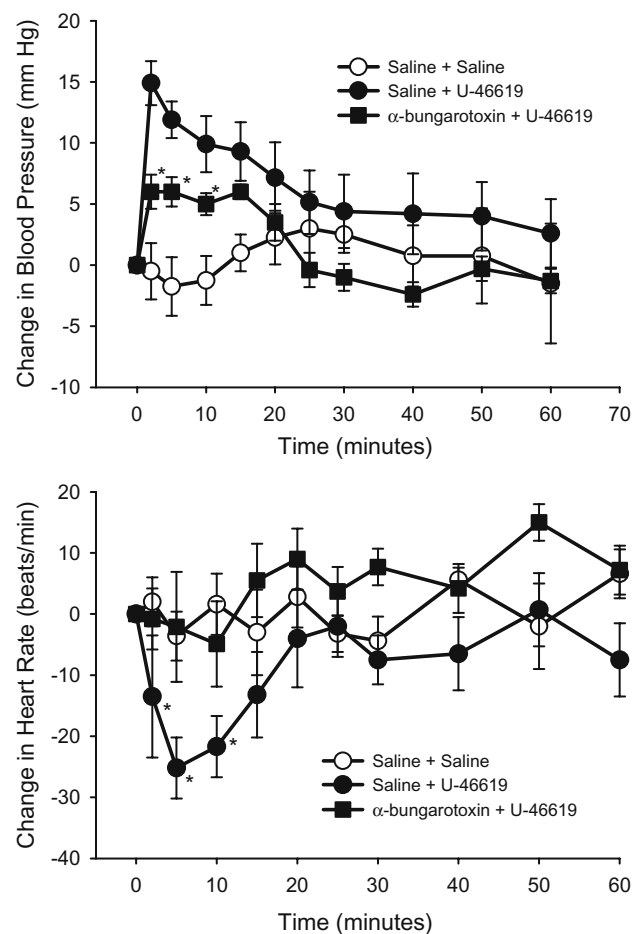 Change in Blood Pressure (mm Hg)
20
15
10
5
0
-5
-10
Saline + Saline
Saline + U-46619
α-bungarotoxin + U-46619
* * *
0 10 20 30 40 50 60 70
Time (minutes)
Change in Heart Rate (beats/min)
20
10
0
-10
-20
-30
-40
* * *
Saline + Saline
Saline + U-46619
α-bungarotoxin + U-46619
0 10 20 30 40 50 60
Time (minutes)